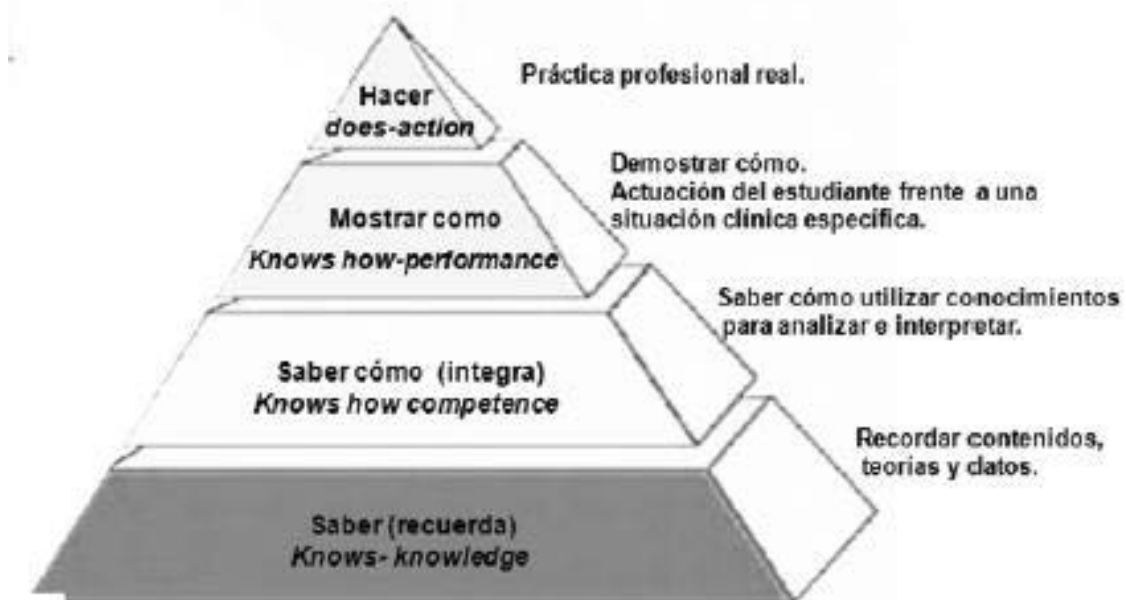 Hacer
does-action
Práctica profesional real.
Mostrar como
Knows how-performance
Demostrar cómo.
Actuación del estudiante frente a una
situación clínica específica.
Saber cómo (integra)
Knows how competence
Saber cómo utilizar conocimientos
para analizar e interpretar.
Saber (recuerda)
Knows- knowledge
Recordar contenidos,
teorías y datos.